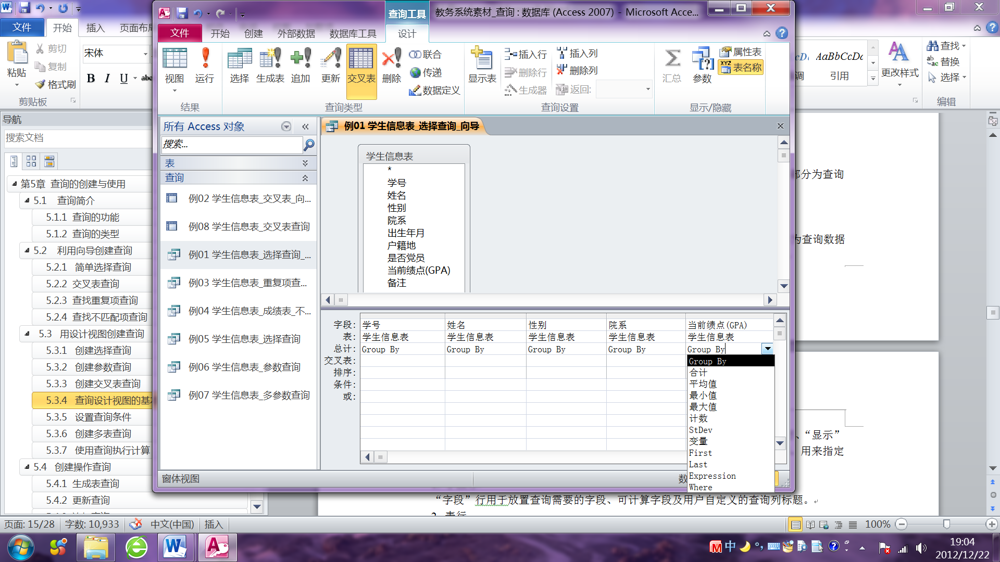 查询工具
教务系统素材_查询 : 数据库 (Access 2007) - Microsoft Acce...
文件
开始
插入
页面布局
文件
开始
创建
外部数据
数据库工具
设计
粘贴
剪切
复制
格式刷
剪贴板
宋体
B I U abc
视图
运行
结果
选择
生成表
追加
更新
交叉表
删除
联合
传递
数据定义
查询类型
显示表
插入行
删除行
生成器
插入列
删除列
返回:
查询设置
汇总
参数
属性表
表名称
显示/隐藏
AaBbCcDc
调
引用
更改样式
查找
替换
选择
编辑
导航
搜索文档
第5章 查询的创建与使用
5.1 查询简介
5.1.1 查询的功能
5.1.2 查询的类型
5.2 利用向导创建查询
5.2.1 简单选择查询
5.2.2 交叉表查询
5.2.3 查找重复项查询
5.2.4 查找不匹配项查询
5.3 用设计视图创建查询
5.3.1 创建选择查询
5.3.2 创建参数查询
5.3.3 创建交叉表查询
5.3.4 查询设计视图的基本
5.3.5 设置查询条件
5.3.6 创建多表查询
5.3.7 使用查询执行计算
5.4 创建操作查询
5.4.1 生成表查询
5.4.2 更新查询
所有 Access 对象
搜索...
表
查询
例02 学生信息表_交叉表_向...
例08 学生信息表_交叉表查询
例01 学生信息表_选择查询_...
例03 学生信息表_重复项查...
例04 学生信息表_成绩表_不...
例05 学生信息表_选择查询
例06 学生信息表_参数查询
例07 学生信息表_多参数查询
例01 学生信息表_选择查询_向导
学生信息表
*
学号
姓名
性别
院系
出生年月
户籍地
是否党员
当前绩点(GPA)
备注
字段: 学号 姓名 性别 院系 当前绩点(GPA)
表: 学生信息表 学生信息表 学生信息表 学生信息表 学生信息表
总计: Group By Group By Group By Group By Group By
交叉表:
排序:
条件:
或:
Group By
合计
平均值
最小值
最大值
计数
StDev
变量
First
Last
Expression
Where
窗体视图
数
部分为查询
为查询数据
、“显示”
用来指定
“字段”行用于放置查询需要的字段、可计算字段及用户自定义的查询列标题。
2 表行
页面: 15/28 字数: 10,933 中文(中国) 插入
100%
中
19:04
2012/12/22